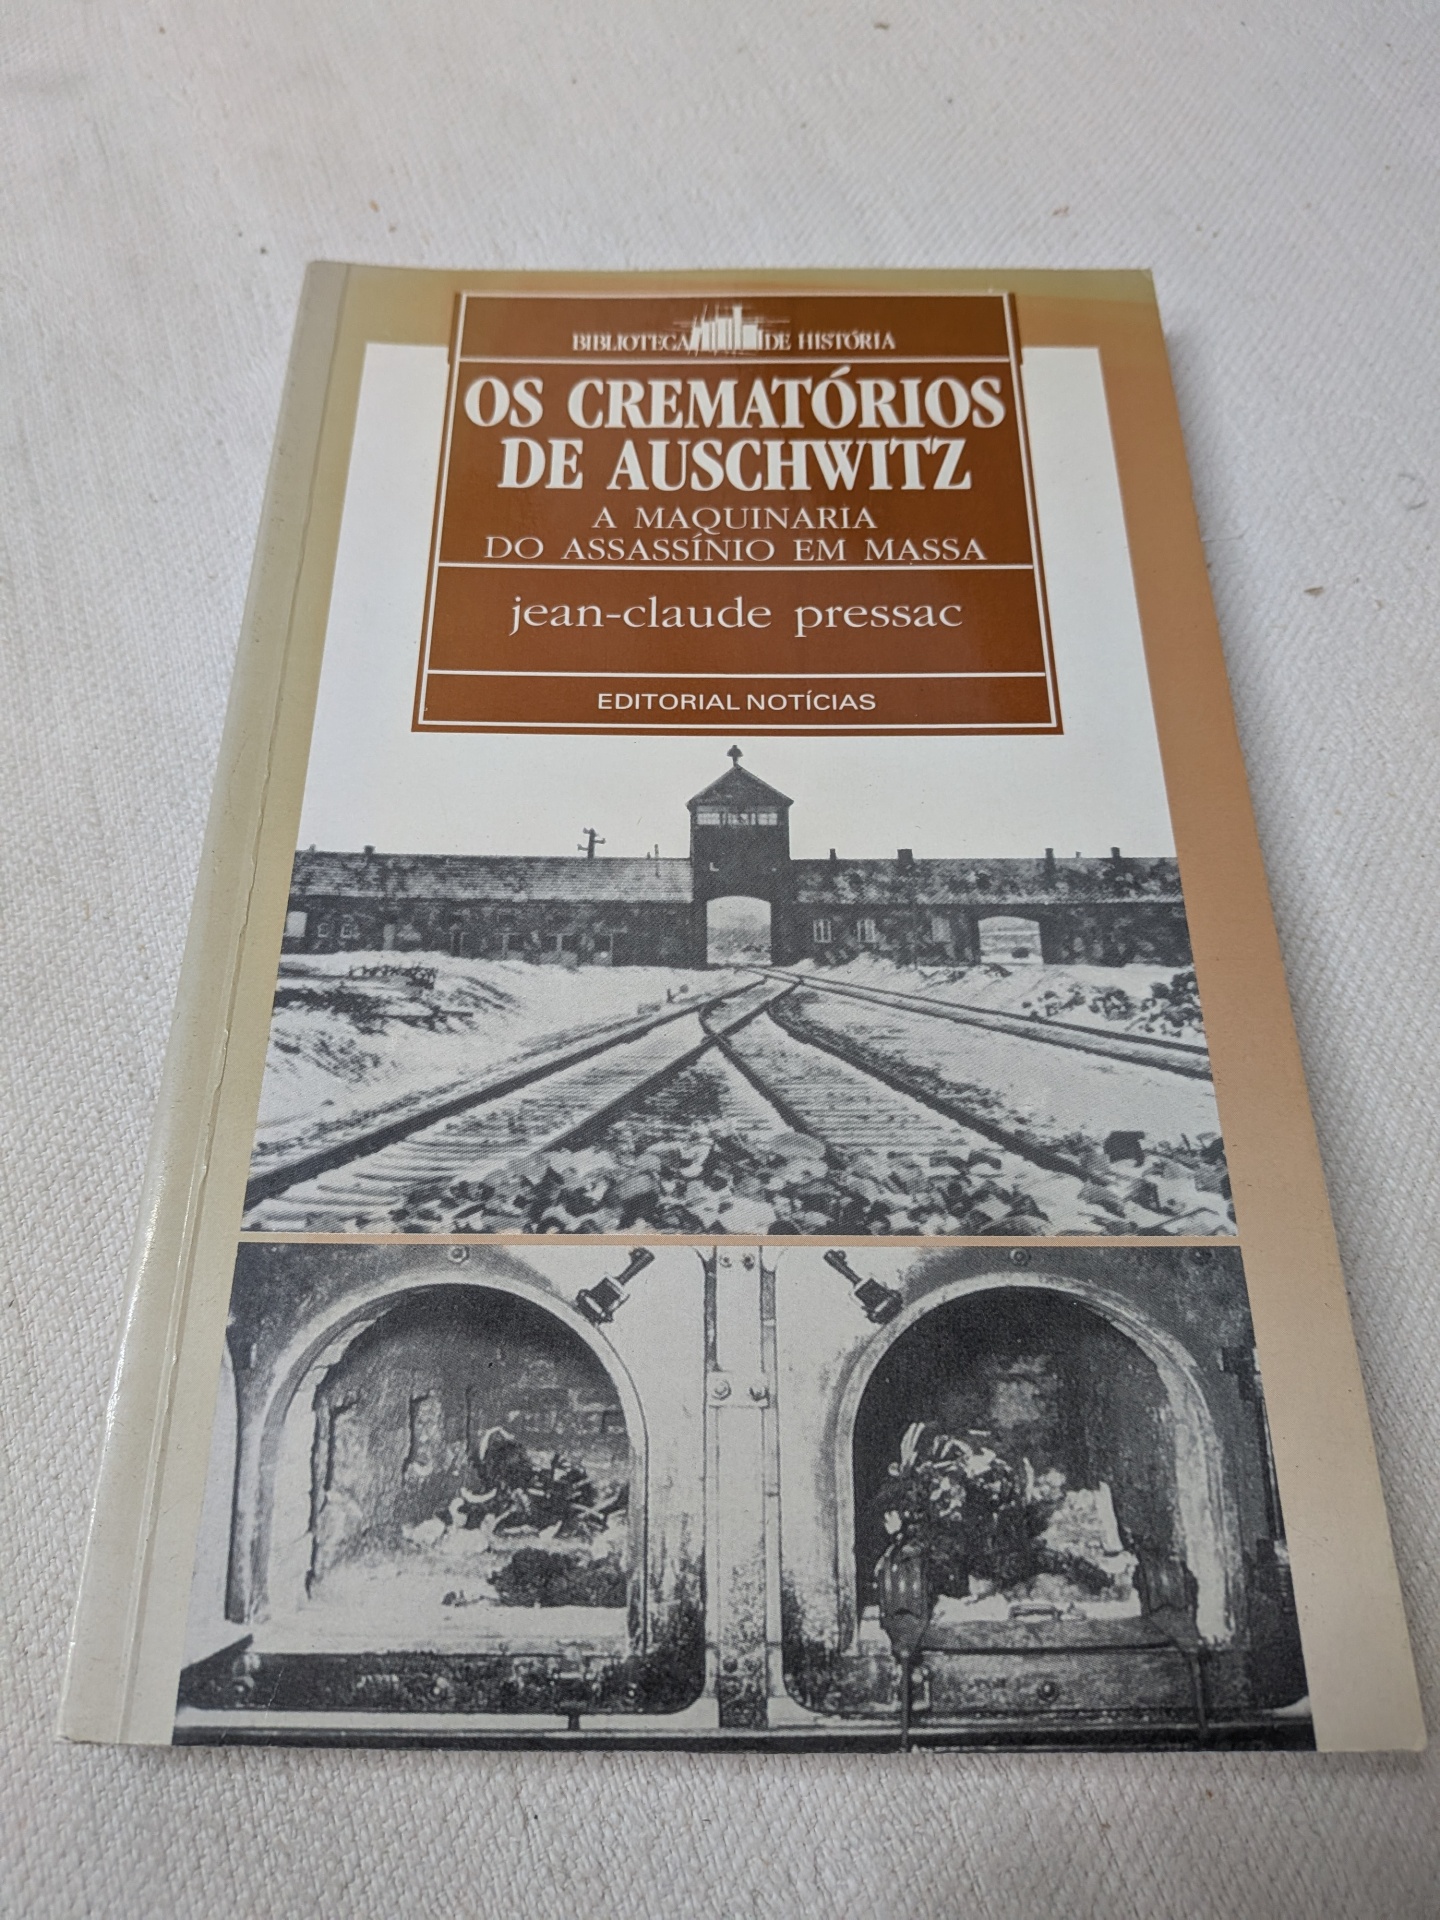 BIBLIOTECA DE HISTÓRIA
OS CREMATÓRIOS
DE AUSCHWITZ
A MAQUINARIA
DO ASSASSÍNIO EM MASSA
jean-claude pressac
EDITORIAL NOTÍCIAS